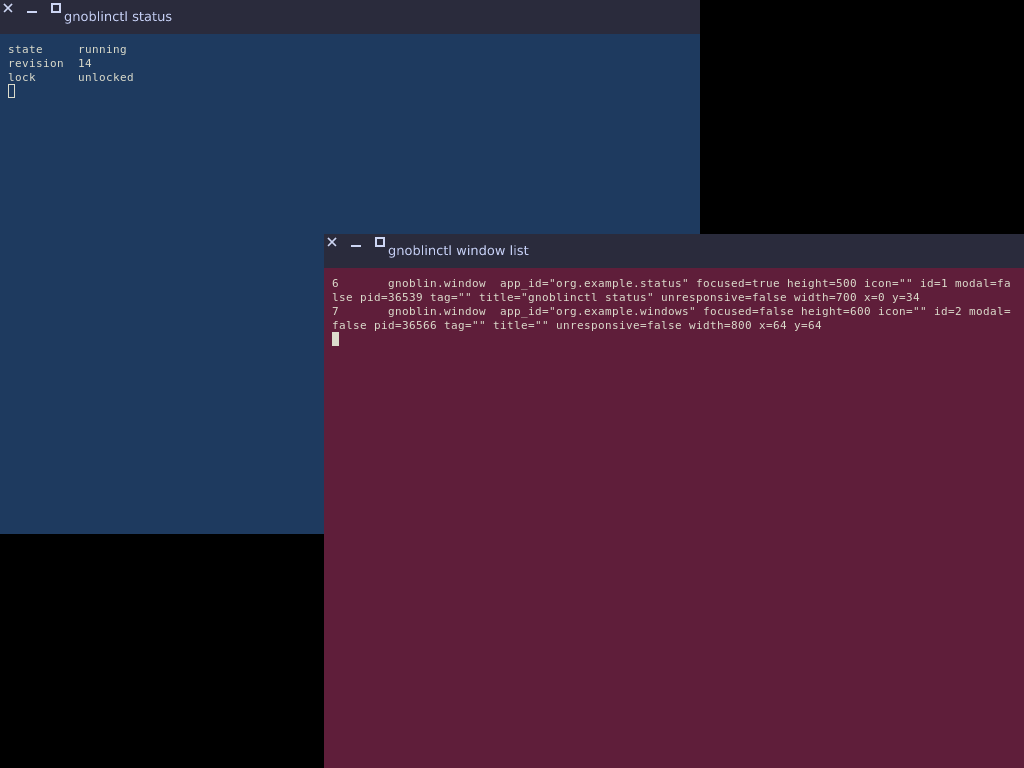 gnoblinctl status
state     running
revision  14
lock      unlocked
gnoblinctl window list
6       gnoblin.window  app_id="org.example.status" focused=true height=500 icon="" id=1 modal=fa
lse pid=36539 tag="" title="gnoblinctl status" unresponsive=false width=700 x=0 y=34
7       gnoblin.window  app_id="org.example.windows" focused=false height=600 icon="" id=2 modal=
false pid=36566 tag="" title="" unresponsive=false width=800 x=64 y=64